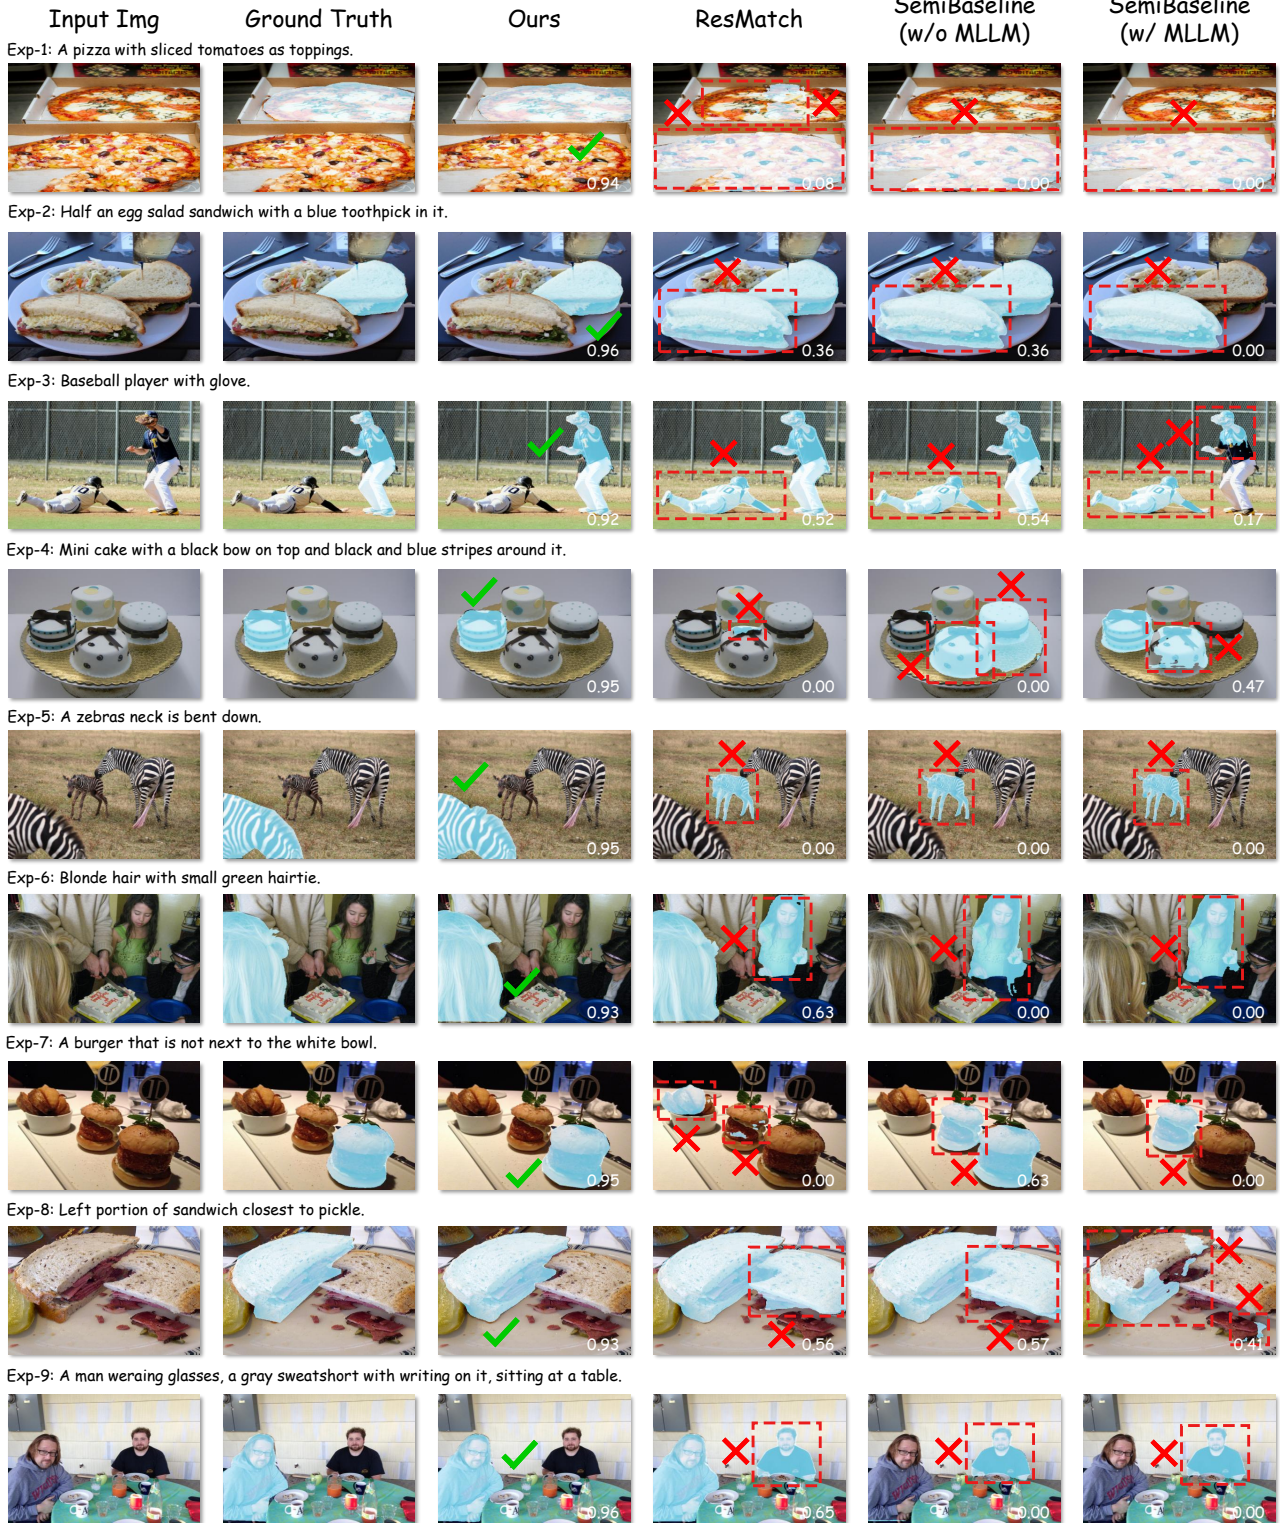 Input Img
Ground Truth
Ours
ResMatch
SemiBaseline
(w/o MLLM)
SemiBaseline
(w/ MLLM)
Exp-1: A pizza with sliced tomatoes as toppings.
0.94
0.08
0.00
0.00
Exp-2: Half an egg salad sandwich with a blue toothpick in it.
0.96
0.36
0.36
0.00
Exp-3: Baseball player with glove.
0.92
0.52
0.54
0.17
Exp-4: Mini cake with a black bow on top and black and blue stripes around it.
0.95
0.00
0.00
0.47
Exp-5: A zebras neck is bent down.
0.95
0.00
0.00
0.00
Exp-6: Blonde hair with small green hairtie.
0.93
0.63
0.00
0.00
Exp-7: A burger that is not next to the white bowl.
0.95
0.00
0.63
0.00
Exp-8: Left portion of sandwich closest to pickle.
0.93
0.56
0.57
0.41
Exp-9: A man weraing glasses, a gray sweatshort with writing on it, sitting at a table.
0.96
0.65
0.00
0.00